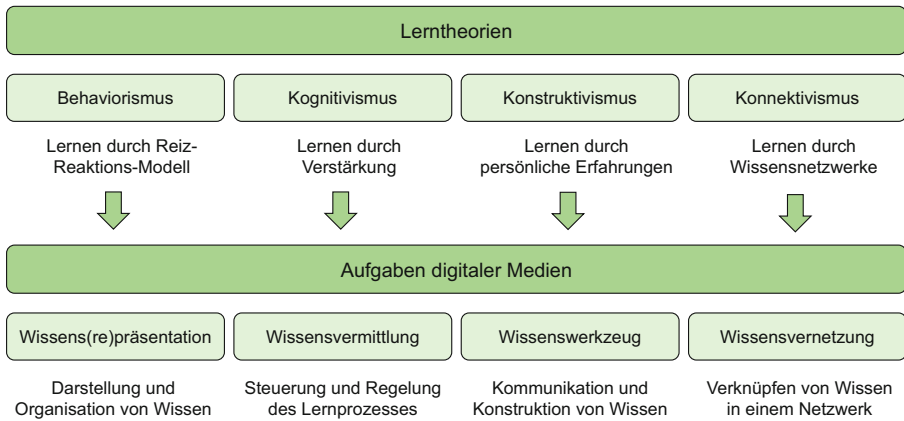 Lerntheorien
Behaviorismus
Kognitivismus
Konstruktivismus
Konnektivismus
Lernen durch Reiz-
Reaktions-Modell
Lernen durch
Verstärkung
Lernen durch
persönliche Erfahrungen
Lernen durch
Wissensnetzwerke
Aufgaben digitaler Medien
Wissens(re)präsentation
Wissensvermittlung
Wissenswerkzeug
Wissensvernetzung
Darstellung und
Organisation von Wissen
Steuerung und Regelung
des Lernprozesses
Kommunikation und
Konstruktion von Wissen
Verknüpfen von Wissen
in einem Netzwerk